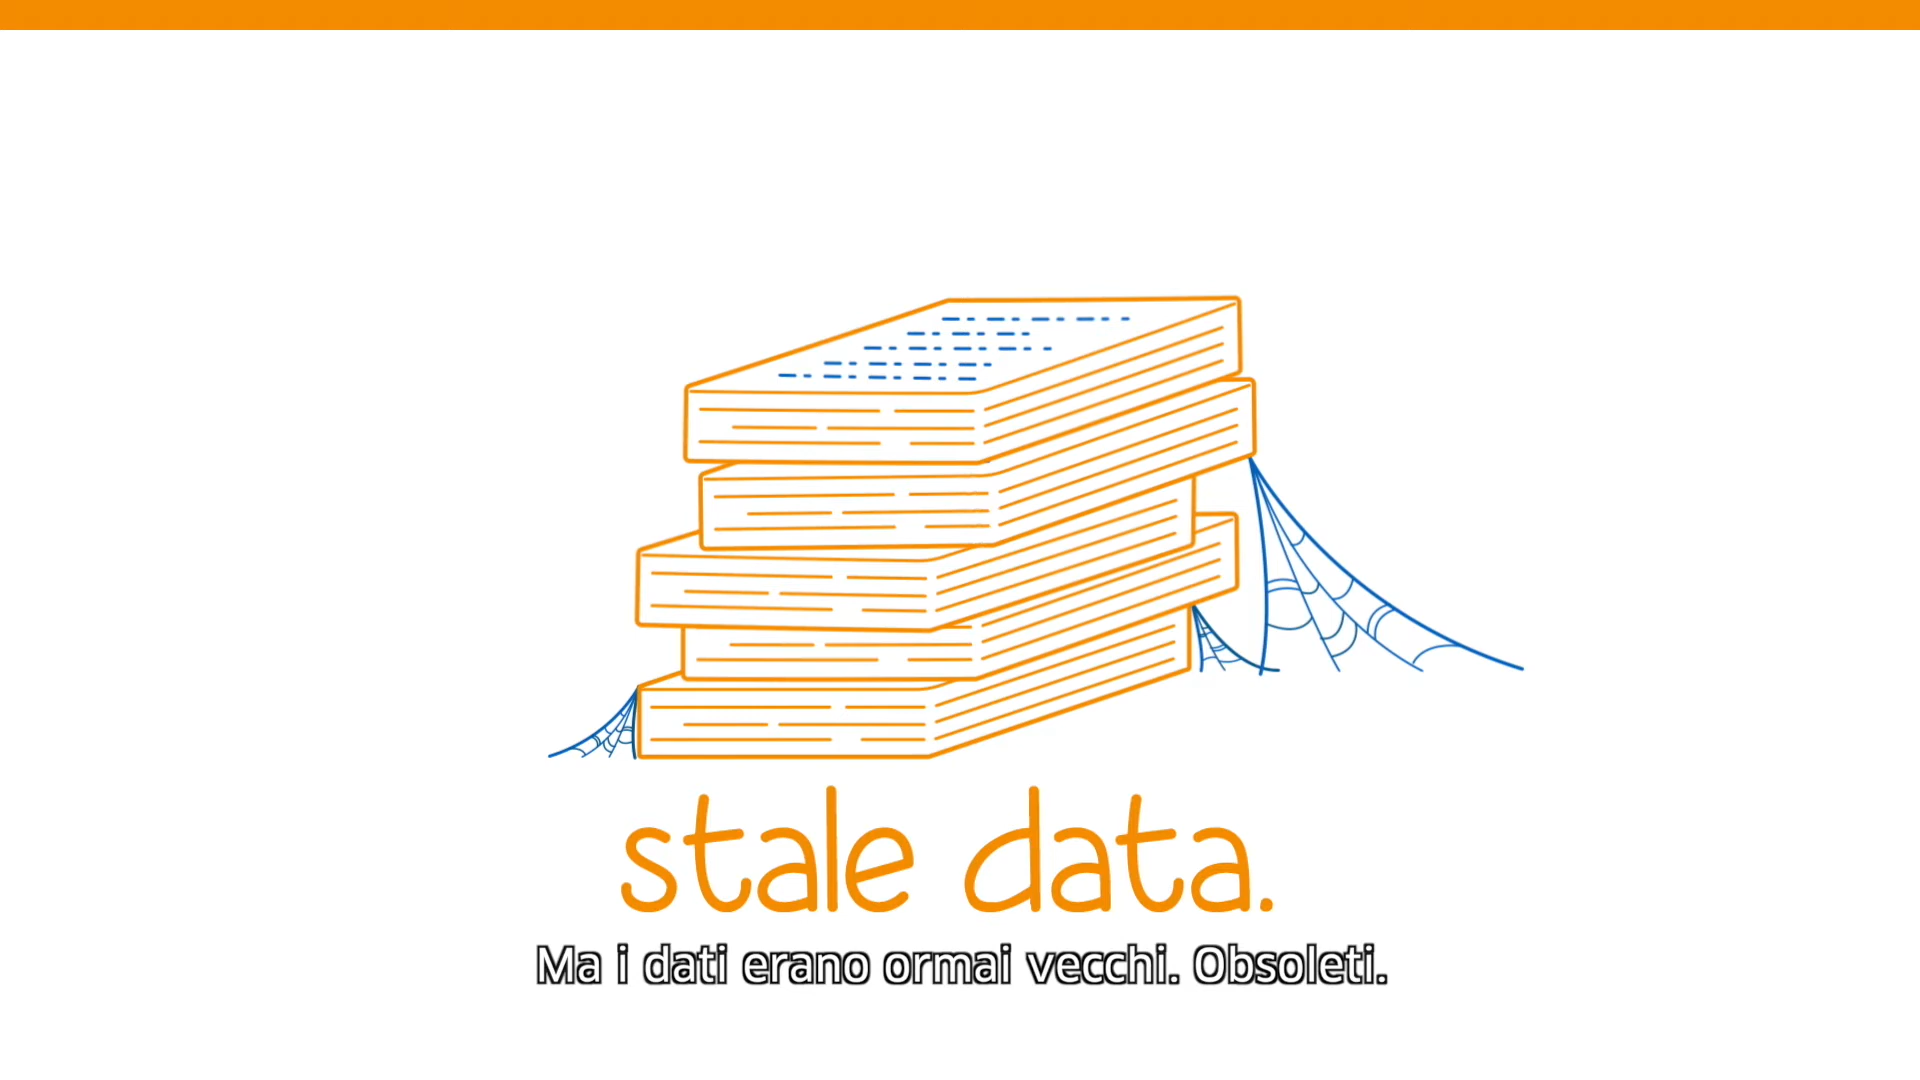 stale data.
Ma i dati erano ormai vecchi. Obsoleti.